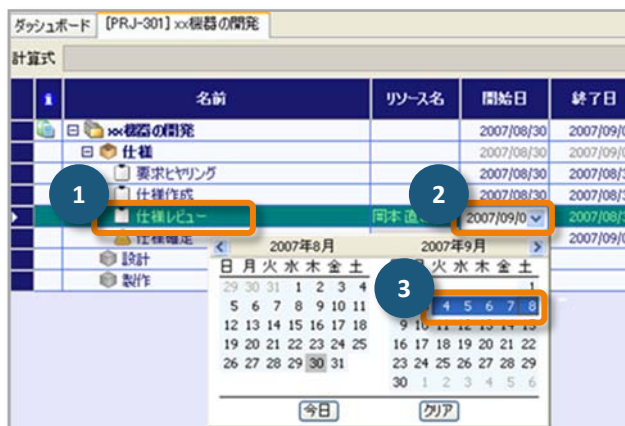 ダッシュボード [PRJ-301] xx機器の開発
計算式
名前 リソース名 開始日 終了日
xx機器の開発 2007/08/30 2007/09/0
仕様 2007/08/30 2007/09/0
要求ヒヤリング 2007/08/30 2007/08/3
1 仕様作成 2 2007/08/30 2007/08/3
仕様レビュー 岡本 直 2007/09/0 2007/08/3
仕様確定 2007/09/0
設計
製作
2007年8月 2007年9月
日 月 火 水 木 金 土 日 月 火 水 木 金 土
29 30 31 1 2 3 4 1
5 6 7 8 9 10 11 3 4 5 6 7 8
12 13 14 15 16 17 18 9 10 11 12 13 14 15
19 20 21 22 23 24 25 16 17 18 19 20 21 22
26 27 28 29 30 31 23 24 25 26 27 28 29
30 1 2 3 4 5 6
今日 クリア